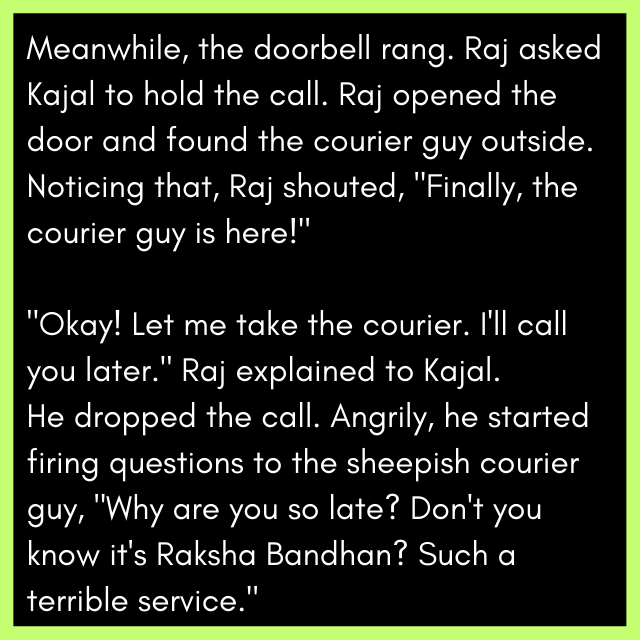 Meanwhile, the doorbell rang. Raj asked
Kajal to hold the call. Raj opened the
door and found the courier guy outside.
Noticing that, Raj shouted, "Finally, the
courier guy is here!"
"Okay! Let me take the courier. I'll call
you later." Raj explained to Kajal.
He dropped the call. Angrily, he started
firing questions to the sheepish courier
guy, "Why are you so late? Don't you
know it's Raksha Bandhan? Such a
terrible service."